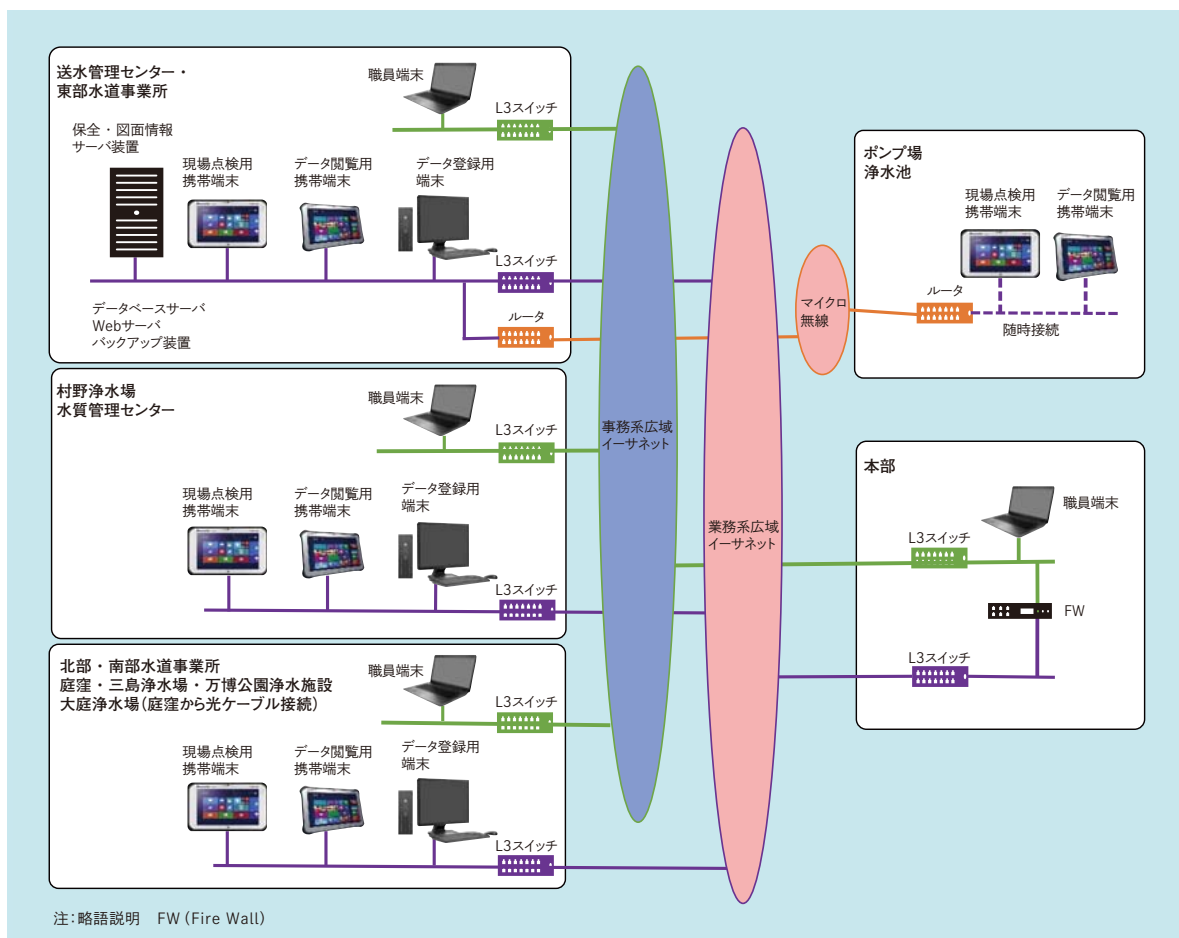 送水管理センター・
東部水道事業所
職員端末
L3スイッチ
保全・図面情報
サーバ装置
現場点検用
携帯端末
データ閲覧用
携帯端末
データ登録用
端末
L3スイッチ
データベースサーバ
Webサーバ
バックアップ装置
ルータ
村野浄水場
水質管理センター
職員端末
L3スイッチ
現場点検用
携帯端末
データ閲覧用
携帯端末
データ登録用
端末
L3スイッチ
北部・南部水道事業所
庭窪・三島浄水場・万博公園浄水施設
大庭浄水場(庭窪から光ケーブル接続)
職員端末
L3スイッチ
現場点検用
携帯端末
データ閲覧用
携帯端末
データ登録用
端末
L3スイッチ
事務系広域
イーサネット
業務系広域
イーサネット
マイクロ
無線
ポンプ場
浄水池
現場点検用
携帯端末
データ閲覧用
携帯端末
ルータ
随時接続
本部
職員端末
L3スイッチ
FW
L3スイッチ
注:略語説明 FW(Fire Wall)